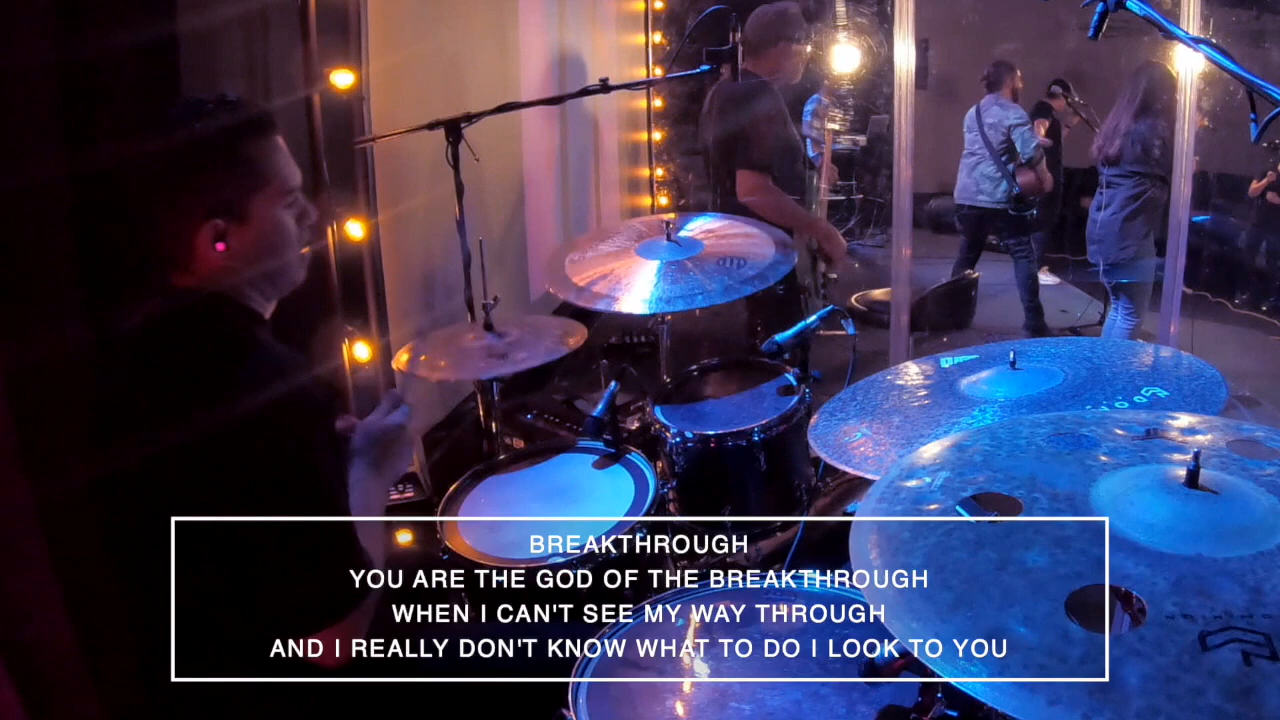 BREAKTHROUGH
YOU ARE THE GOD OF THE BREAKTHROUGH
WHEN I CAN'T SEE MY WAY THROUGH
AND I REALLY DON'T KNOW WHAT TO DO I LOOK TO YOU